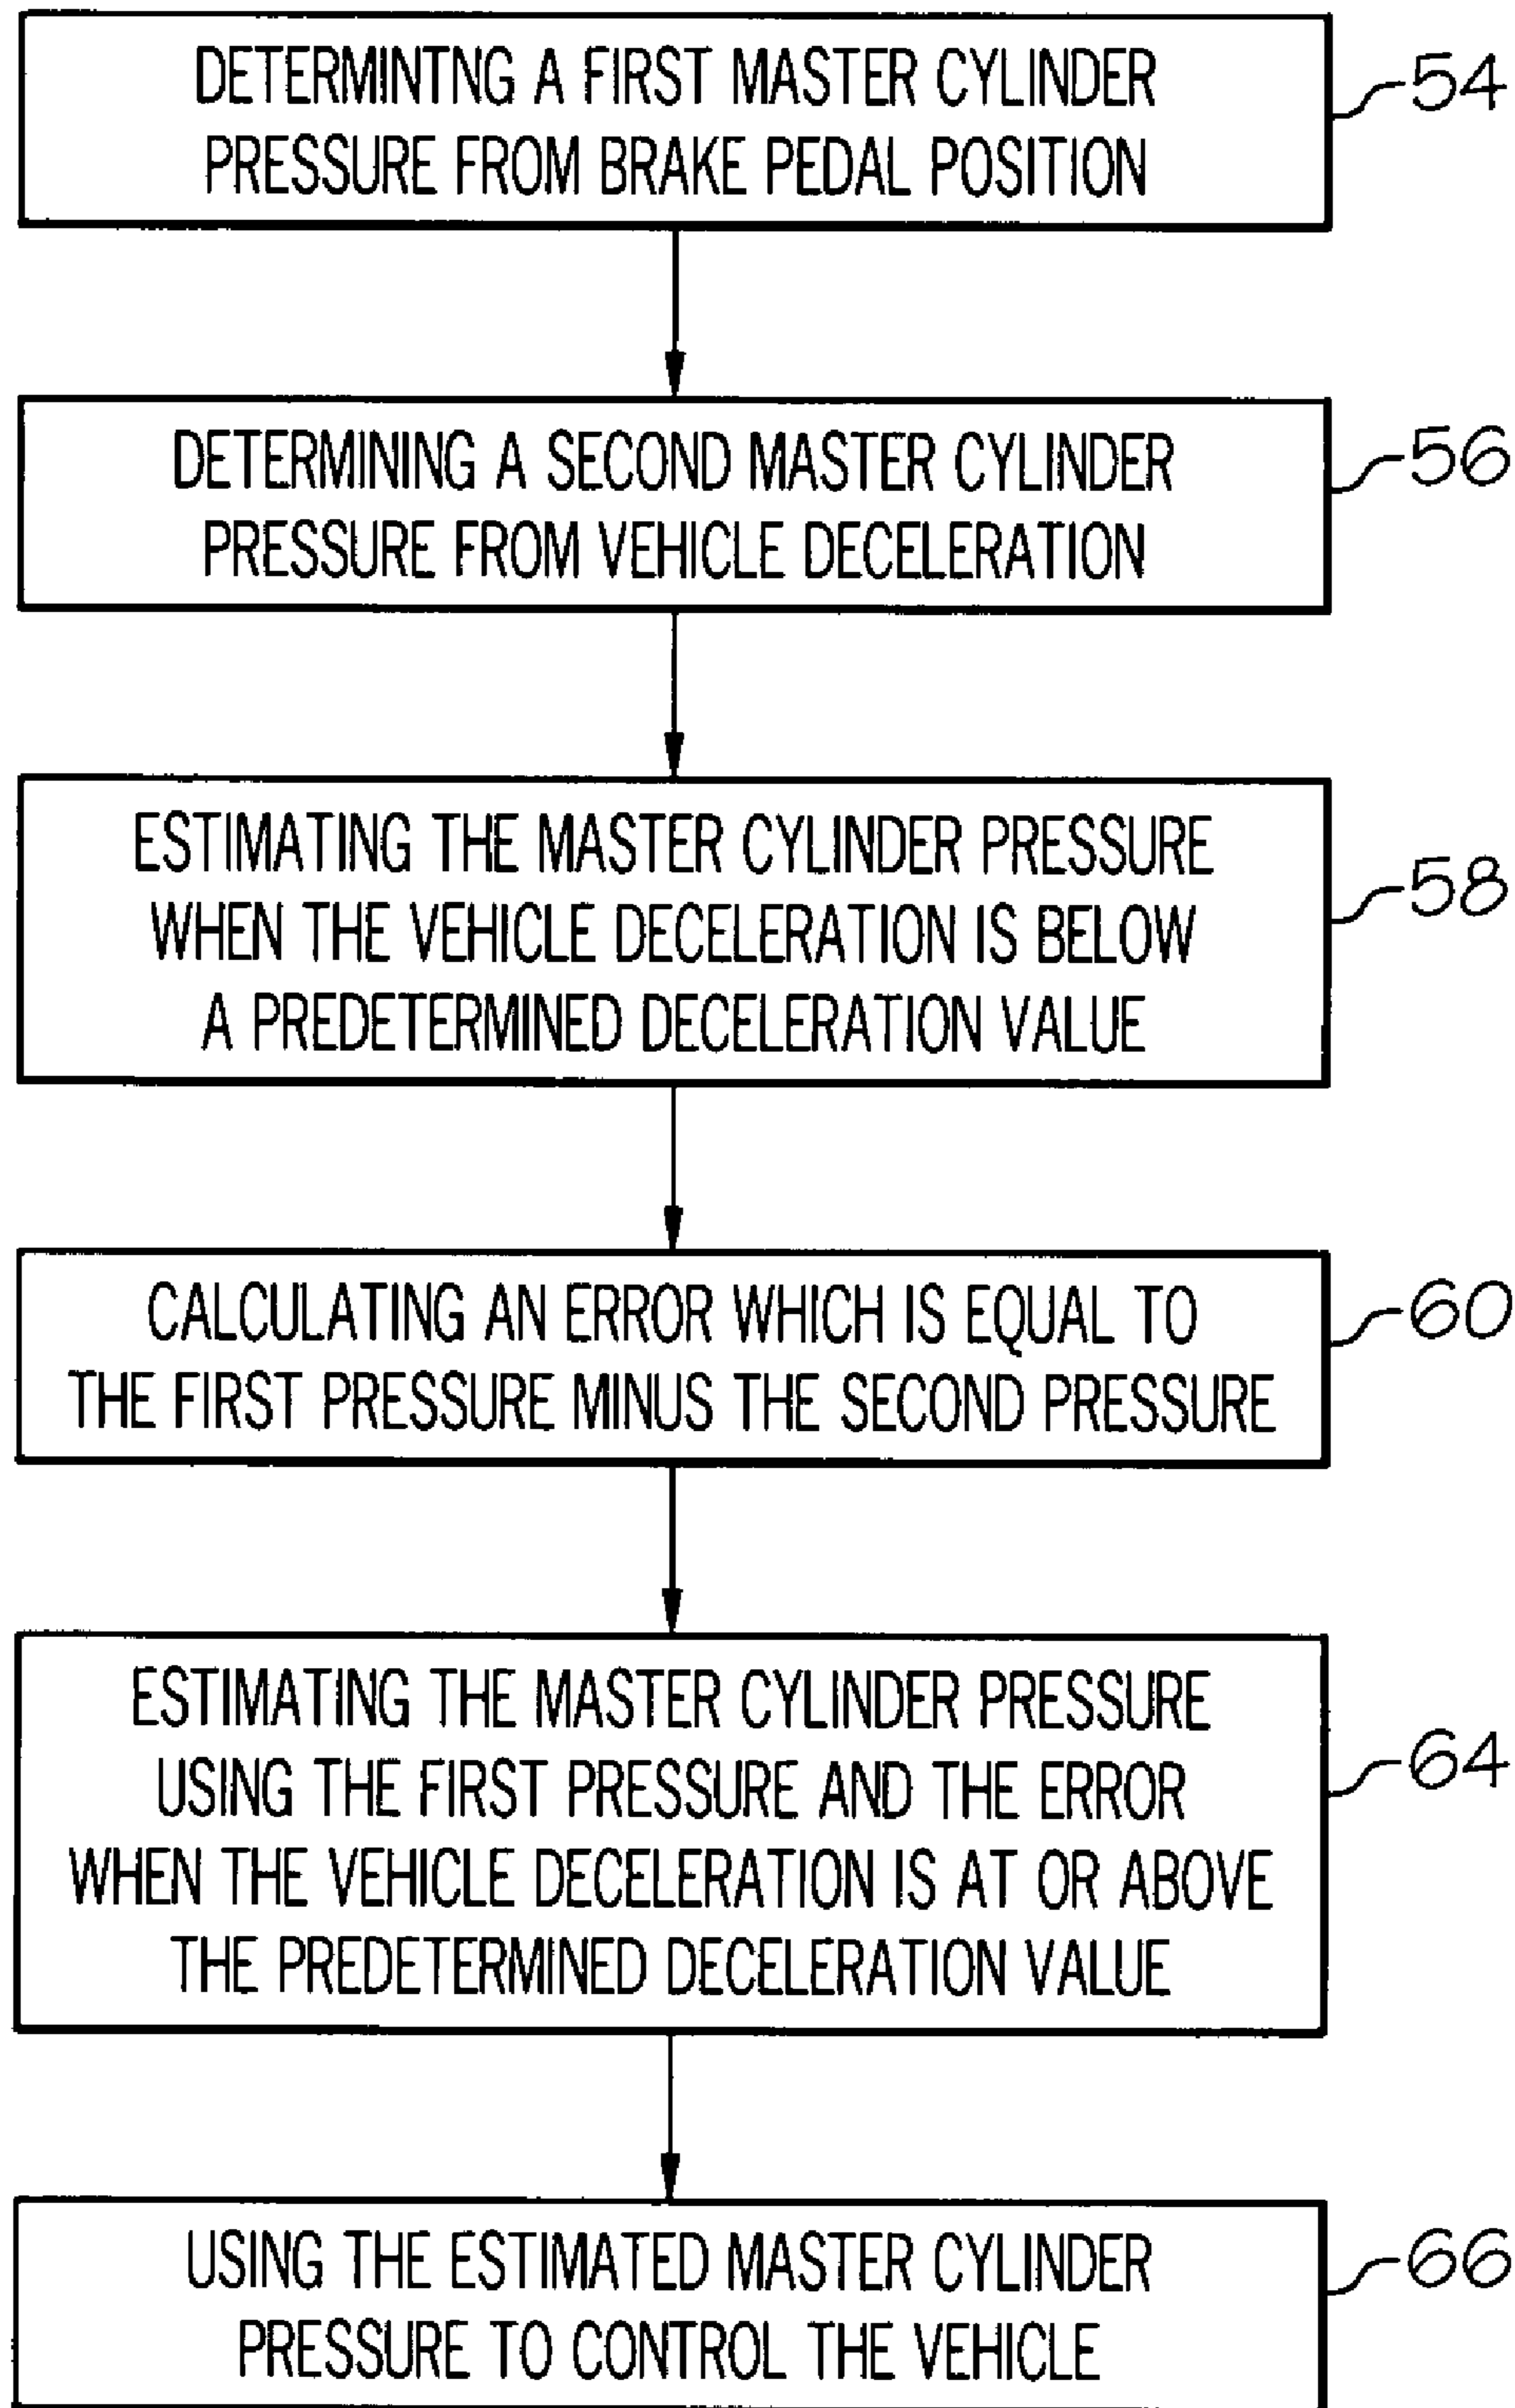 DETERMINTNG A FIRST MASTER CYLINDER
PRESSURE FROM BRAKE PEDAL POSITION
54
DETERMINING A SECOND MASTER CYLINDER
PRESSURE FROM VEHICLE DECELERATION
56
ESTIMATING THE MASTER CYLINDER PRESSURE
WHEN THE VEHICLE DECELERATION IS BELOW
A PREDETERMINED DECELERATION VALUE
58
CALCULATING AN ERROR WHICH IS EQUAL TO
THE FIRST PRESSURE MINUS THE SECOND PRESSURE
60
ESTIMATING THE MASTER CYLINDER PRESSURE
USING THE FIRST PRESSURE AND THE ERROR
WHEN THE VEHICLE DECELERATION IS AT OR ABOVE
THE PREDETERMINED DECELERATION VALUE
64
USING THE ESTIMATED MASTER CYLINDER
PRESSURE TO CONTROL THE VEHICLE
66